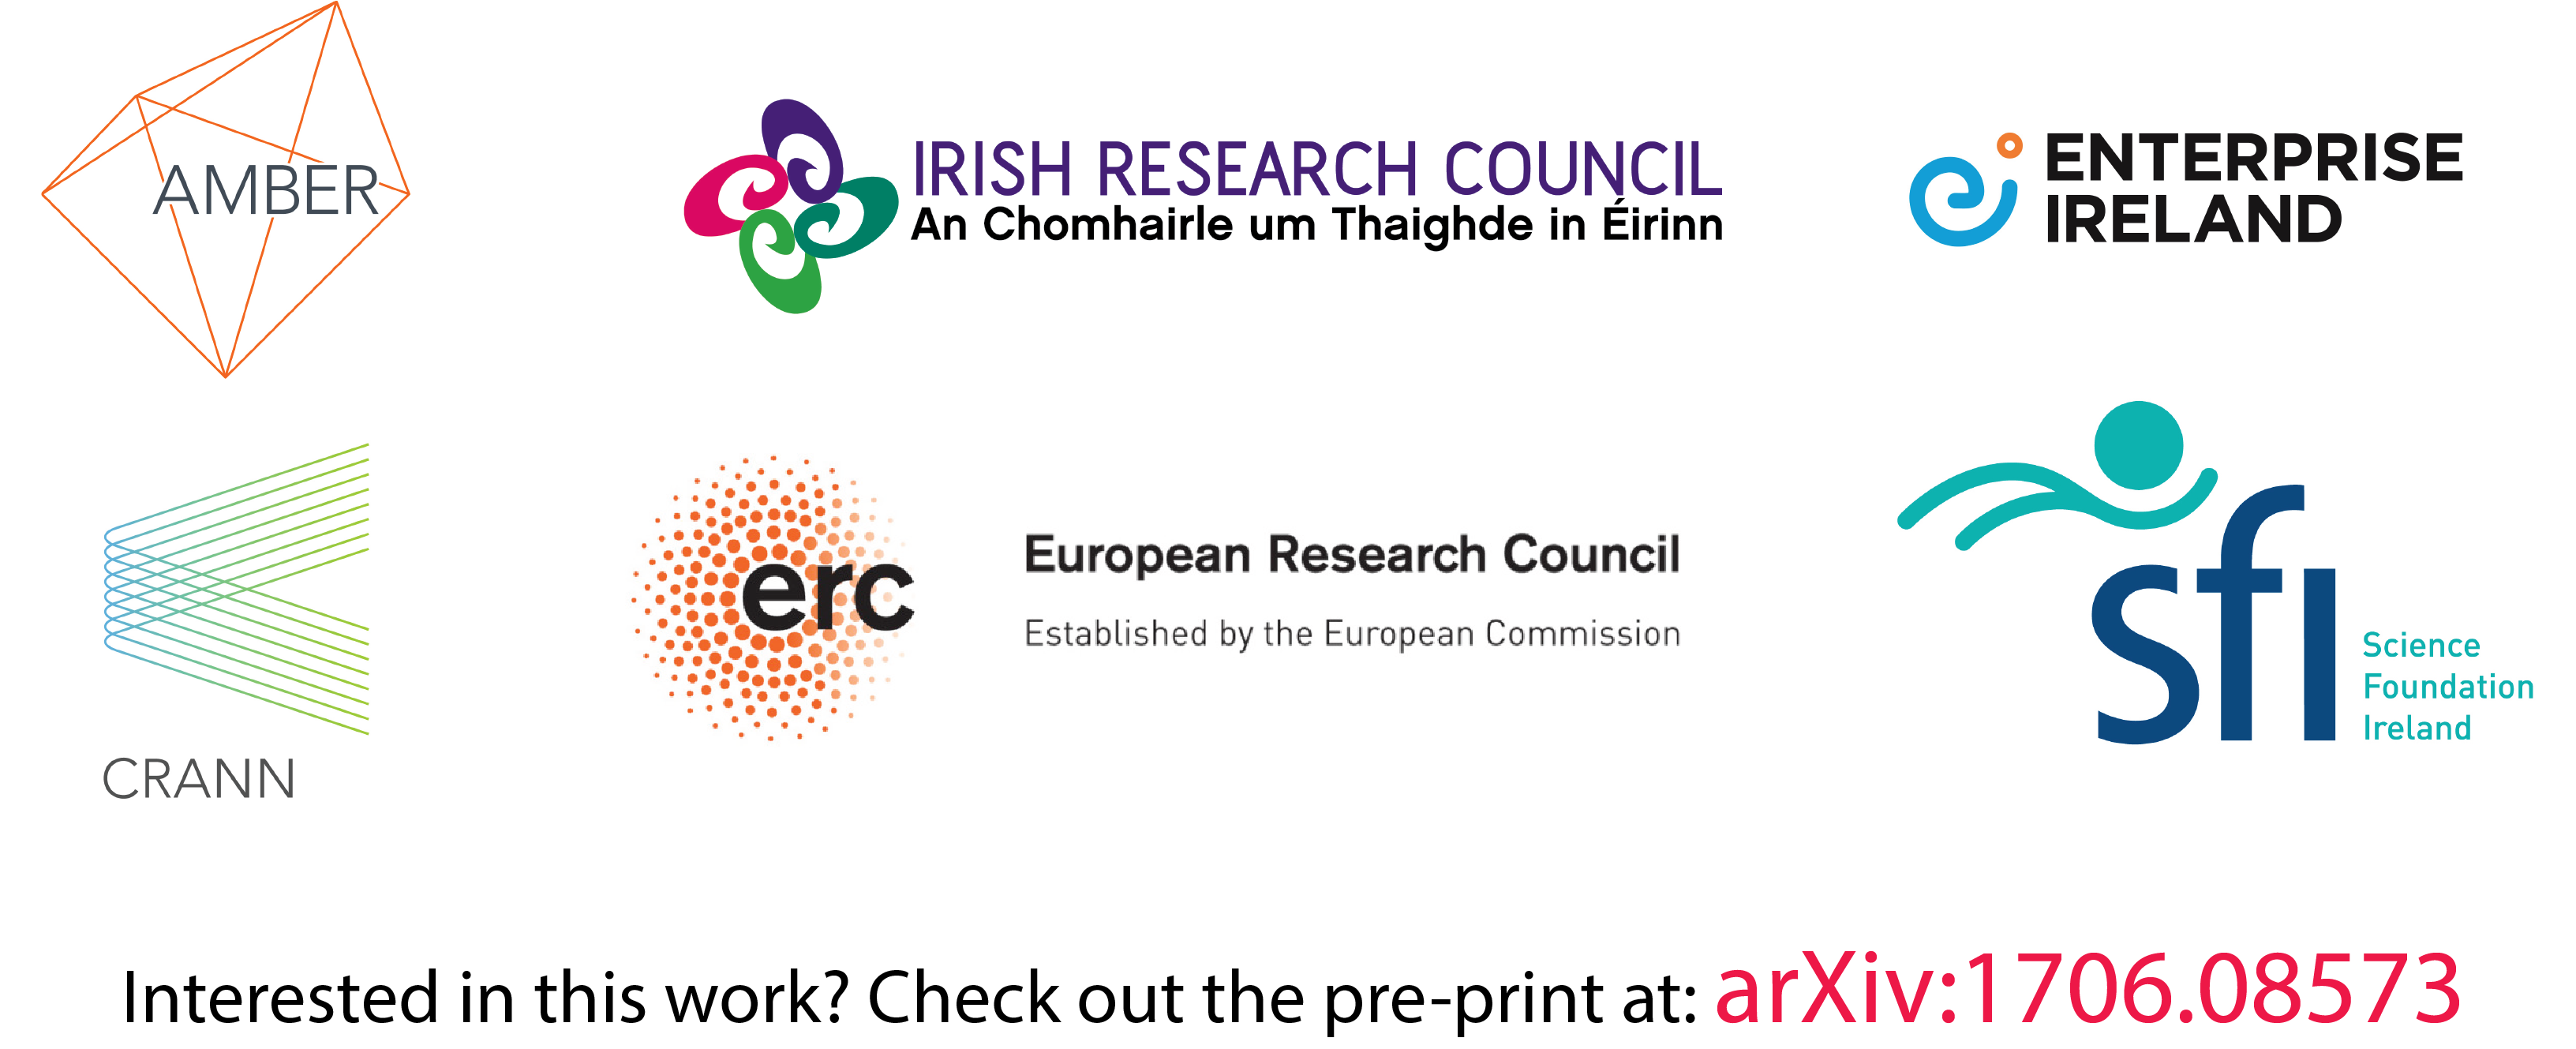 AMBER
IRISH RESEARCH COUNCIL
An Chomhairle um Thaighde in Éirinn
ENTERPRISE
IRELAND
CRANN
erc
European Research Council
Established by the European Commission
sfi
Science
Foundation
Ireland
Interested in this work? Check out the pre-print at: arXiv:1706.08573